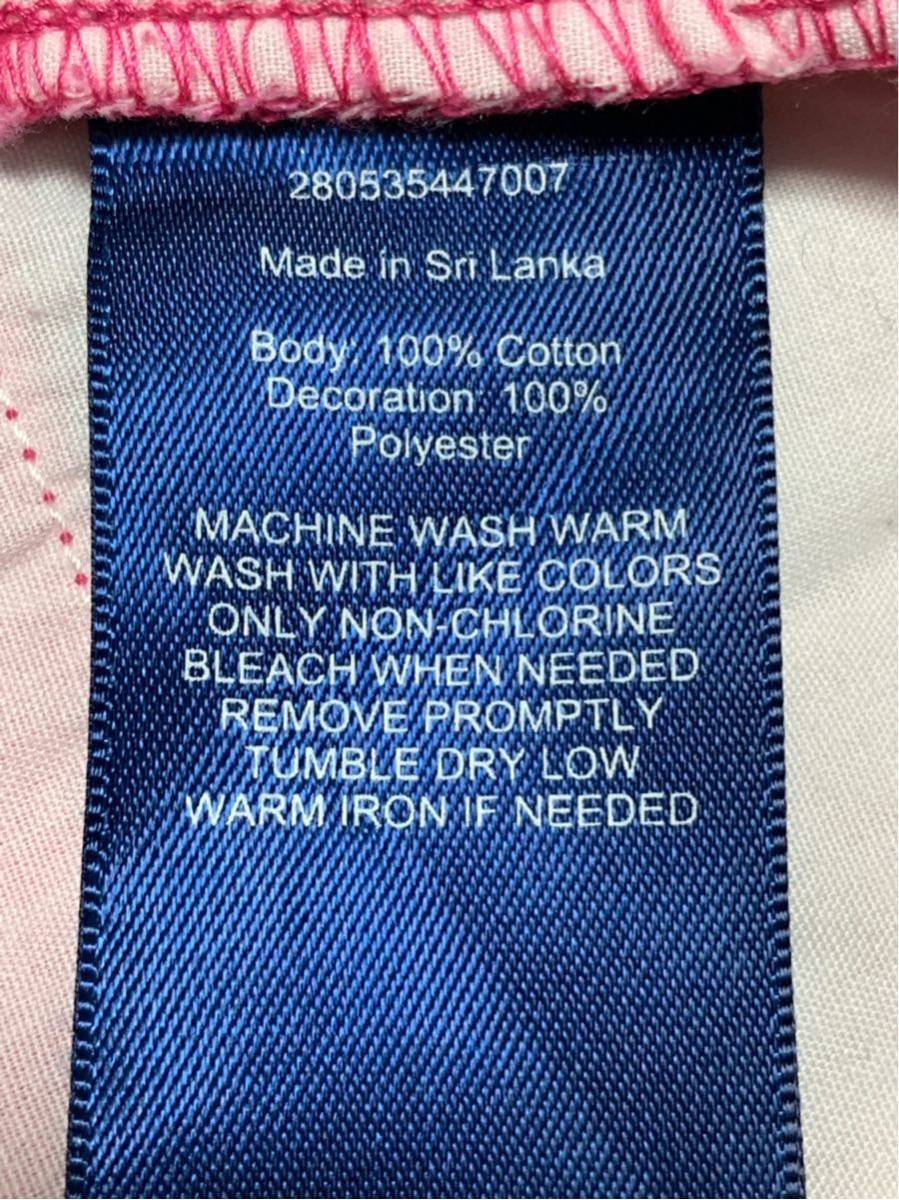 280535447007
Made in Sri Lanka
Body: 100% Cotton
Decoration: 100%
Polyester
MACHINE WASH WARM
WASH WITH LIKE COLORS
ONLY NON-CHLORINE
BLEACH WHEN NEEDED
REMOVE PROMPTLY
TUMBLE DRY LOW
WARM IRON IF NEEDED